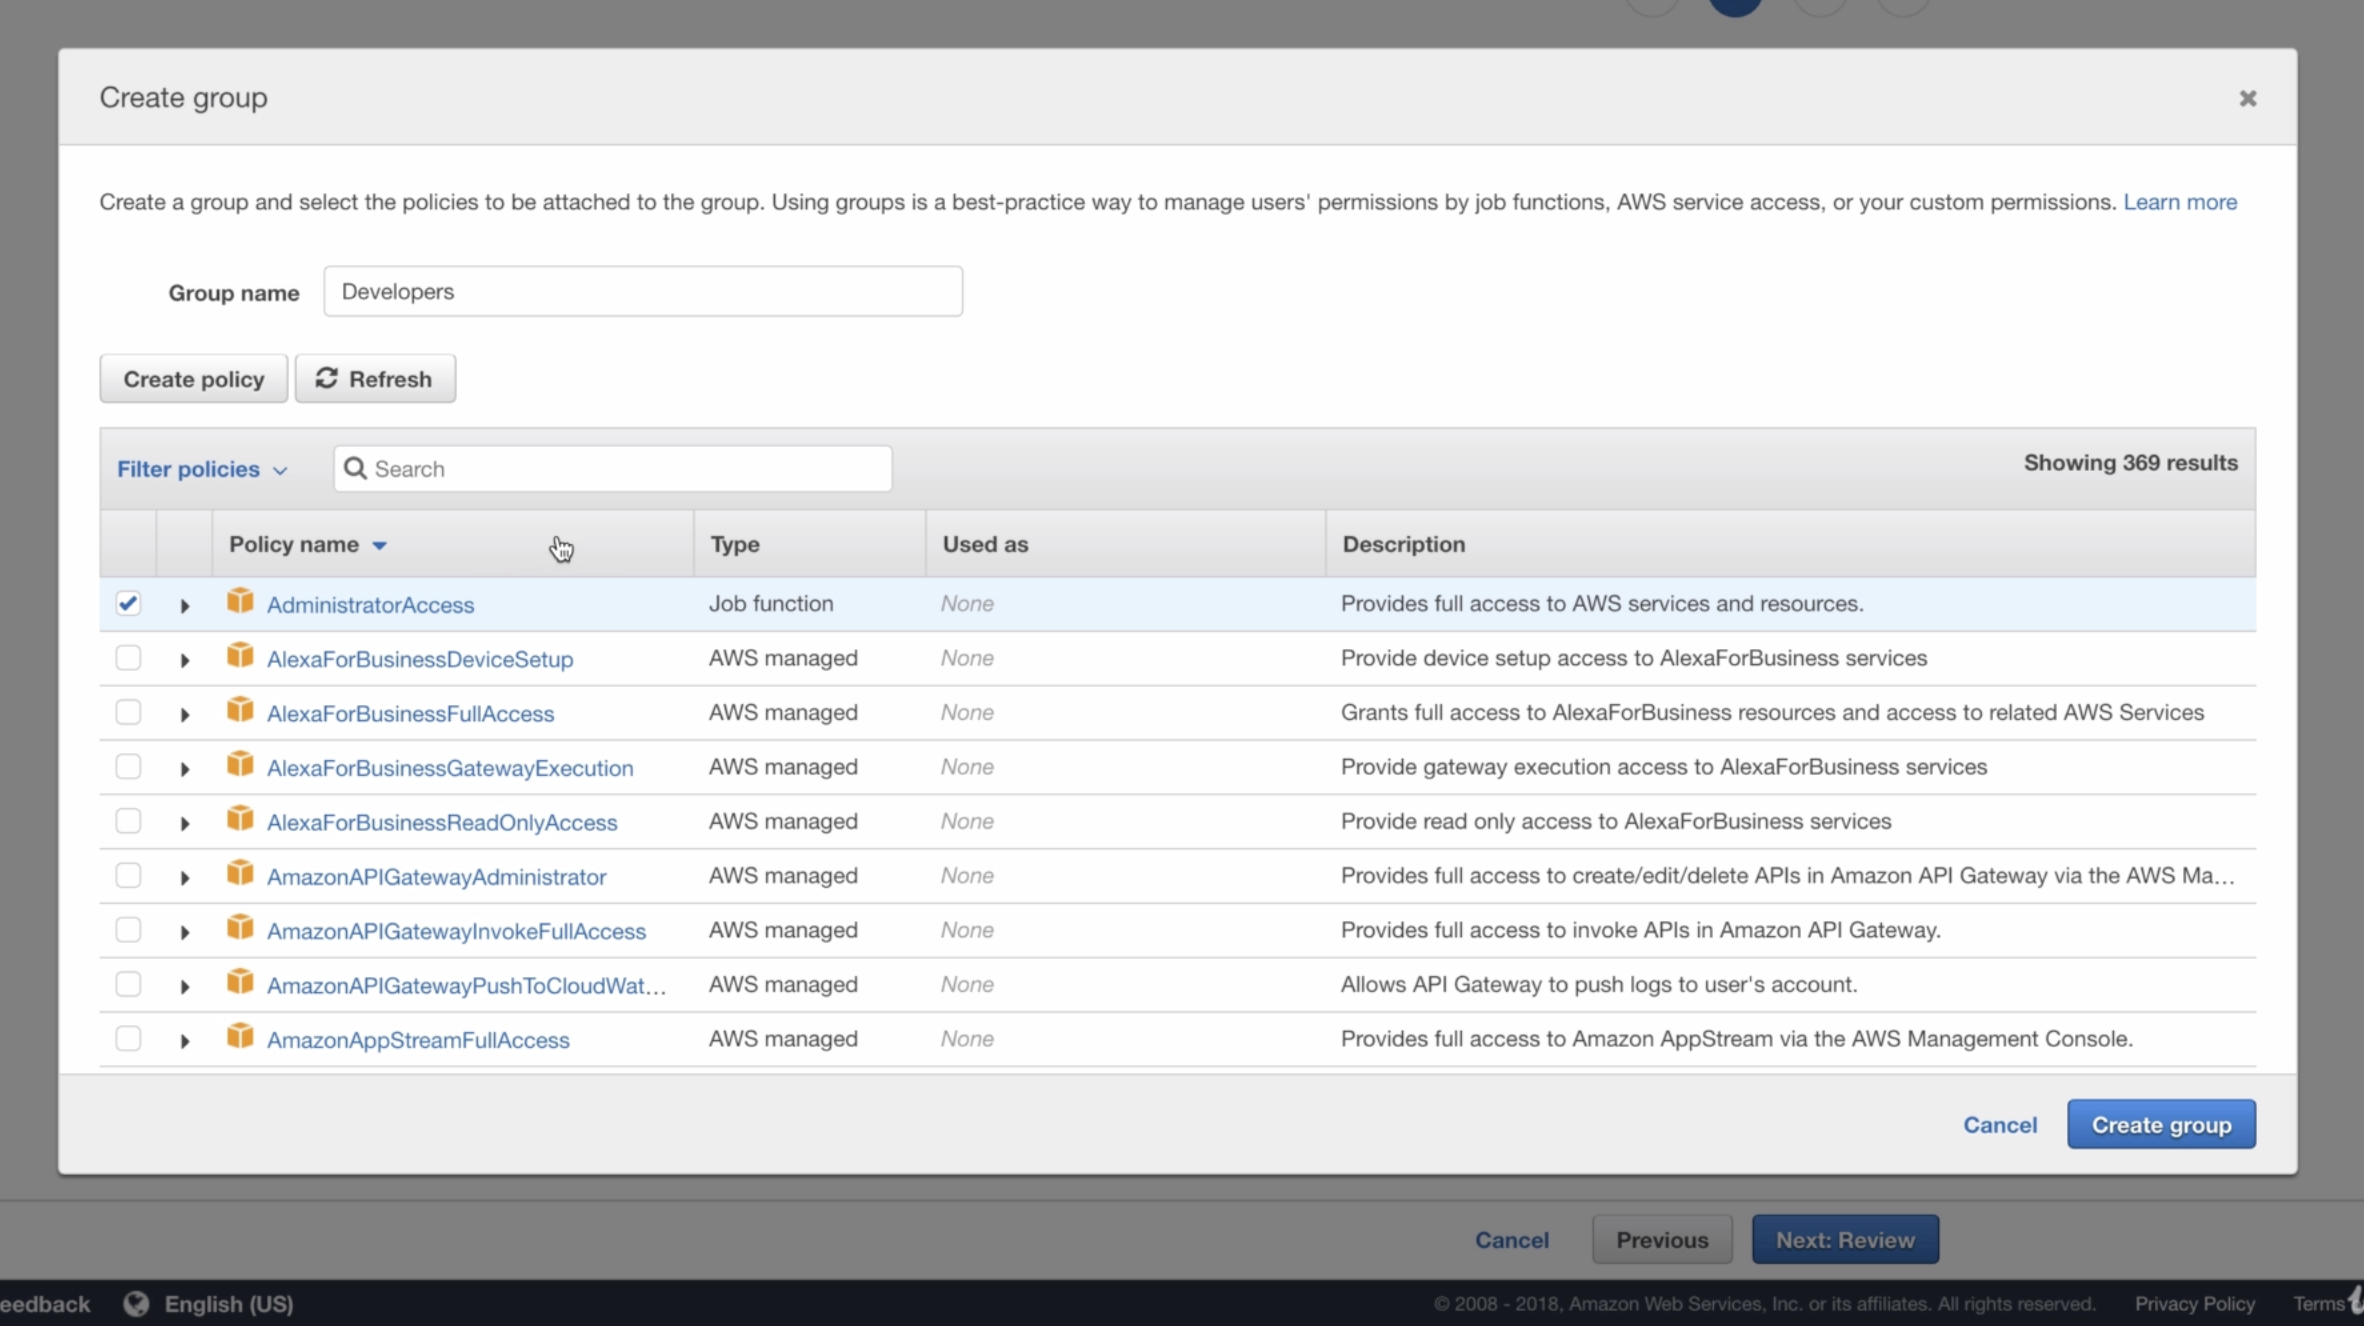 Create group
Create a group and select the policies to be attached to the group. Using groups is a best-practice way to manage users' permissions by job functions, AWS service access, or your custom permissions. Learn more
Group name Developers
Create policy Refresh
Filter policies Search Showing 369 results
Policy name Type Used as Description
AdministratorAccess Job function None Provides full access to AWS services and resources.
AlexaForBusinessDeviceSetup AWS managed None Provide device setup access to AlexaForBusiness services
AlexaForBusinessFullAccess AWS managed None Grants full access to AlexaForBusiness resources and access to related AWS Services
AlexaForBusinessGatewayExecution AWS managed None Provide gateway execution access to AlexaForBusiness services
AlexaForBusinessReadOnlyAccess AWS managed None Provide read only access to AlexaForBusiness services
AmazonAPIGatewayAdministrator AWS managed None Provides full access to create/edit/delete APIs in Amazon API Gateway via the AWS Ma...
AmazonAPIGatewayInvokeFullAccess AWS managed None Provides full access to invoke APIs in Amazon API Gateway.
AmazonAPIGatewayPushToCloudWat... AWS managed None Allows API Gateway to push logs to user's account.
AmazonAppStreamFullAccess AWS managed None Provides full access to Amazon AppStream via the AWS Management Console.
Cancel Create group
Cancel Previous Next: Review
eedback English (US) © 2008 - 2018, Amazon Web Services, Inc. or its affiliates. All rights reserved. Privacy Policy Terms